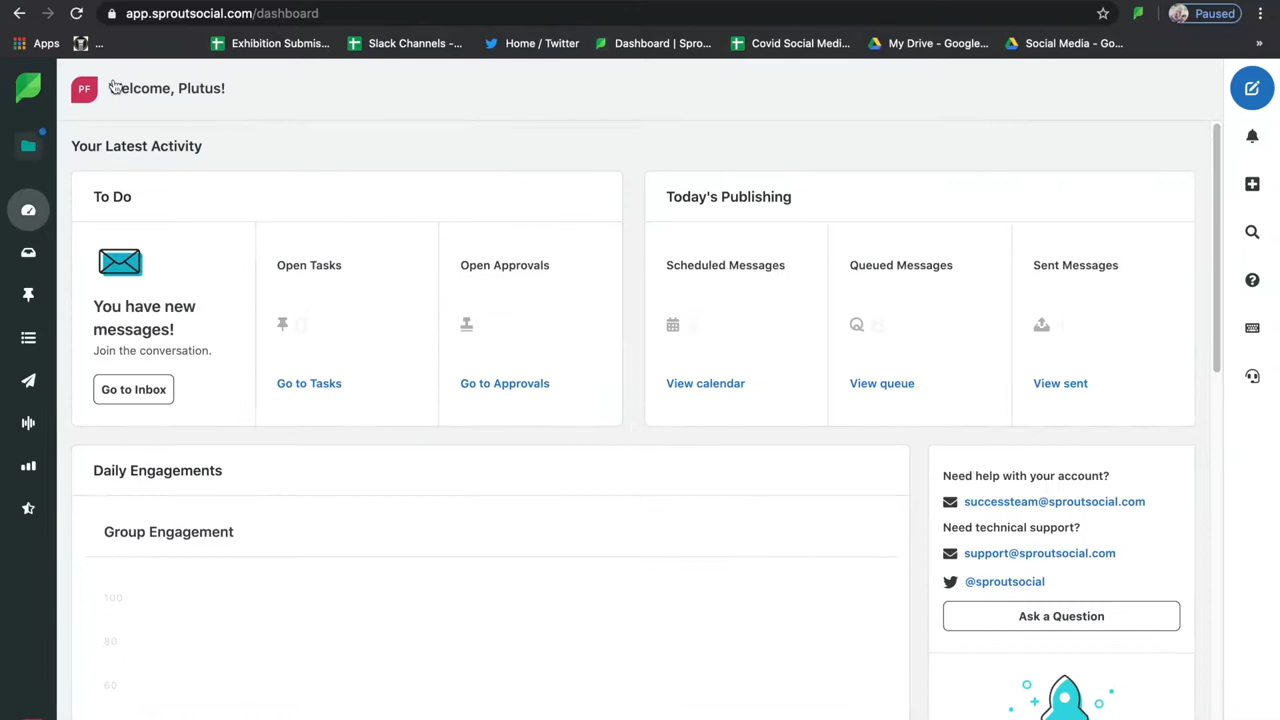 app.sproutsocial.com/dashboard
Paused
Apps
...
Exhibition Submis...
Slack Channels -...
Home / Twitter
Dashboard | Spro...
Covid Social Medi...
My Drive - Google...
Social Media - Go...
»
PF
elcome, Plutus!
Your Latest Activity
To Do
Today's Publishing
You have new
messages!
Join the conversation.
Go to Inbox
Open Tasks
Go to Tasks
Open Approvals
Go to Approvals
Scheduled Messages
View calendar
Queued Messages
View queue
Sent Messages
View sent
Daily Engagements
Group Engagement
100
80
60
Need help with your account?
successteam@sproutsocial.com
Need technical support?
support@sproutsocial.com
@sproutsocial
Ask a Question